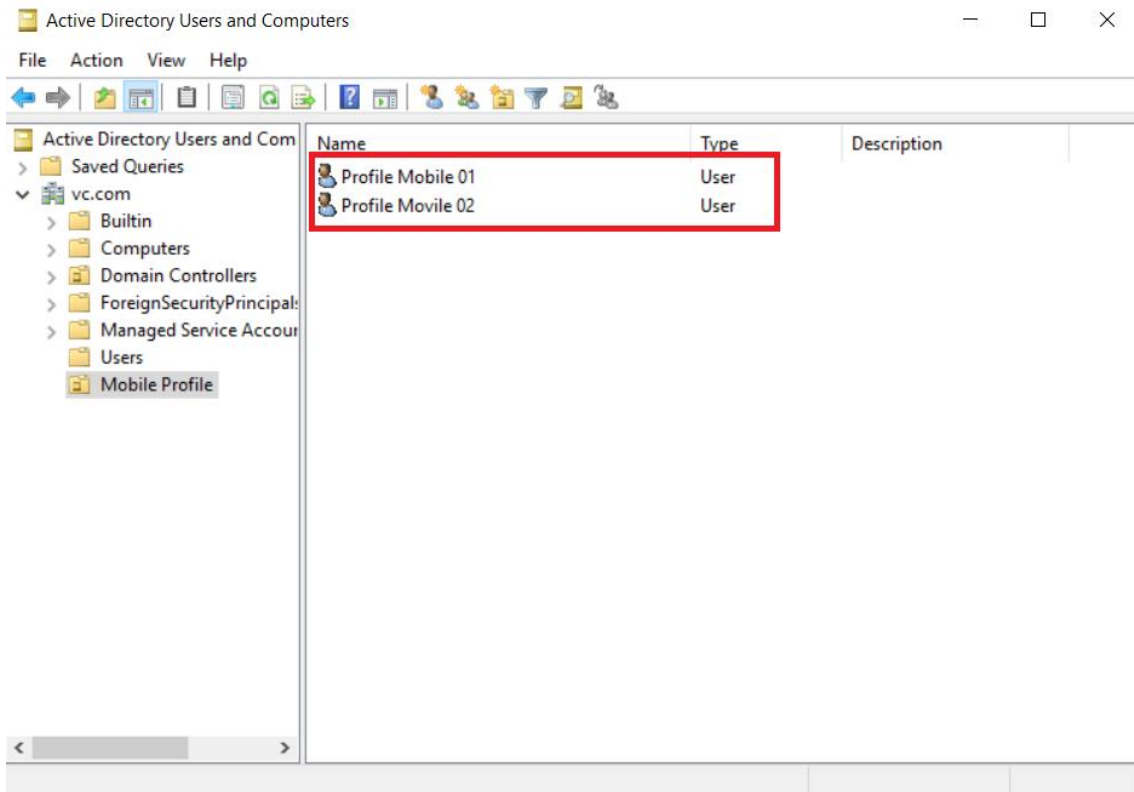 Active Directory Users and Computers
File Action View Help
Active Directory Users and Com
Name Type Description
Saved Queries
vc.com
Builtin
Computers
Domain Controllers
ForeignSecurityPrincipals
Managed Service Accour
Users
Mobile Profile
Profile Mobile 01 User
Profile Movile 02 User